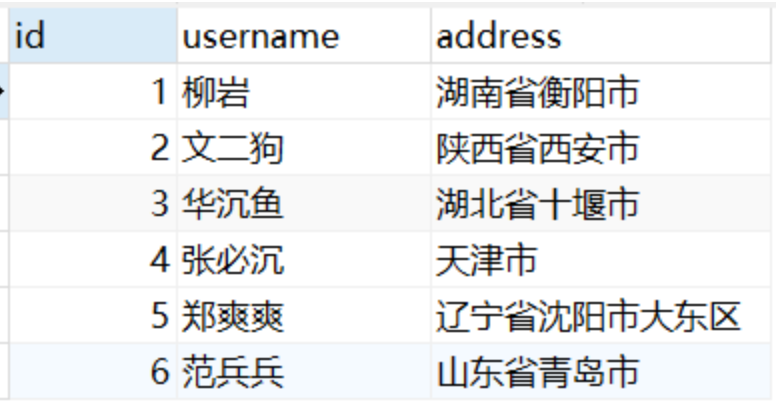 id username address
1 柳岩 湖南省衡阳市
2 文二狗 陕西省西安市
3 华沉鱼 湖北省十堰市
4 张必沉 天津市
5 郑爽爽 辽宁省沈阳市大东区
6 范兵兵 山东省青岛市